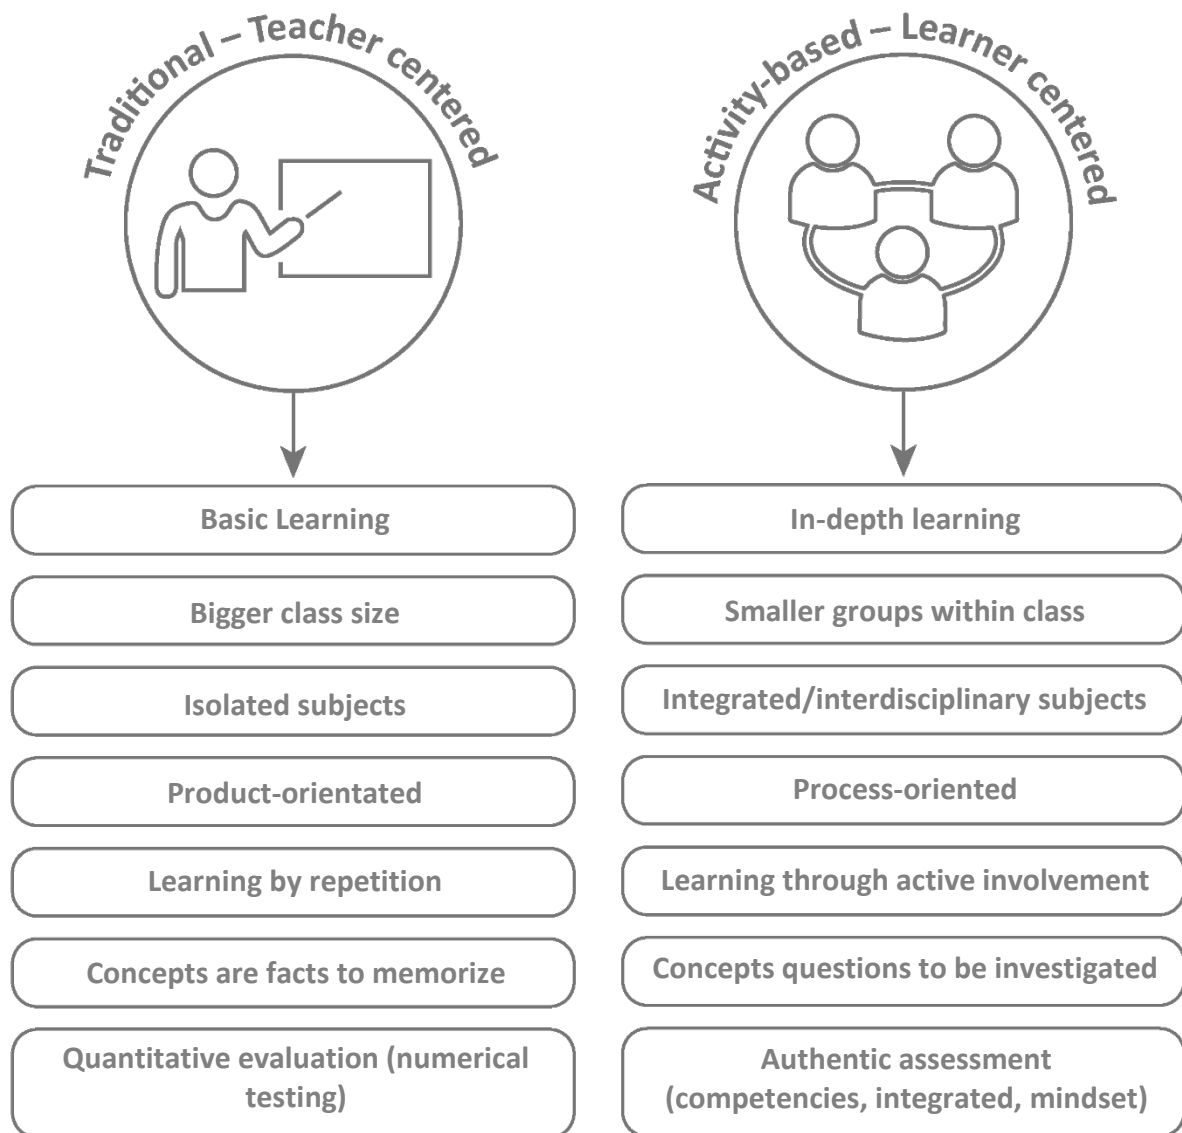 Traditional – Teacher centered
Basic Learning
Bigger class size
Isolated subjects
Product-orientated
Learning by repetition
Concepts are facts to memorize
Quantitative evaluation (numerical
testing)
Activity-based – Learner centered
In-depth learning
Smaller groups within class
Integrated/interdisciplinary subjects
Process-oriented
Learning through active involvement
Concepts questions to be investigated
Authentic assessment
(competencies, integrated, mindset)